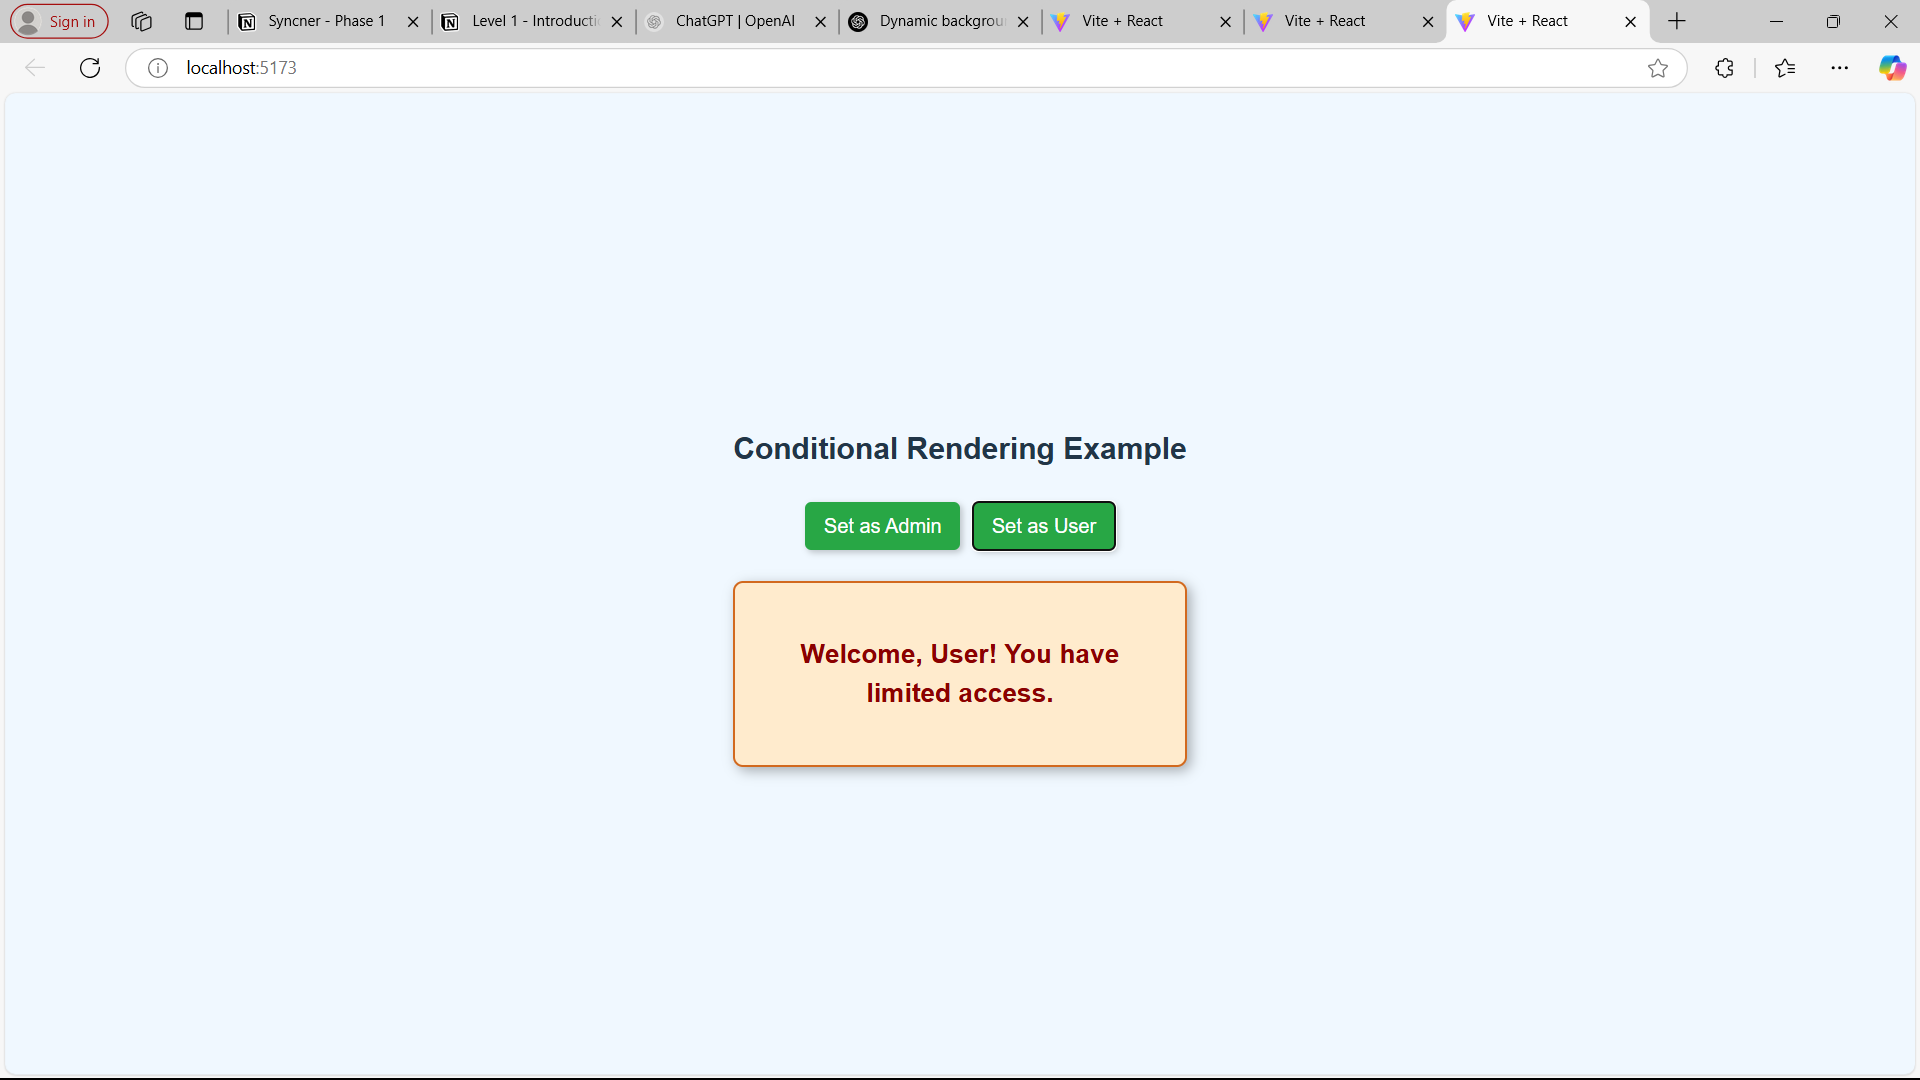 Sign in
Syncner - Phase 1
Level 1 - Introducti
ChatGPT | OpenAI
Dynamic backgrou
Vite + React
Vite + React
Vite + React
localhost:5173
Conditional Rendering Example
Set as Admin
Set as User
Welcome, User! You have
limited access.